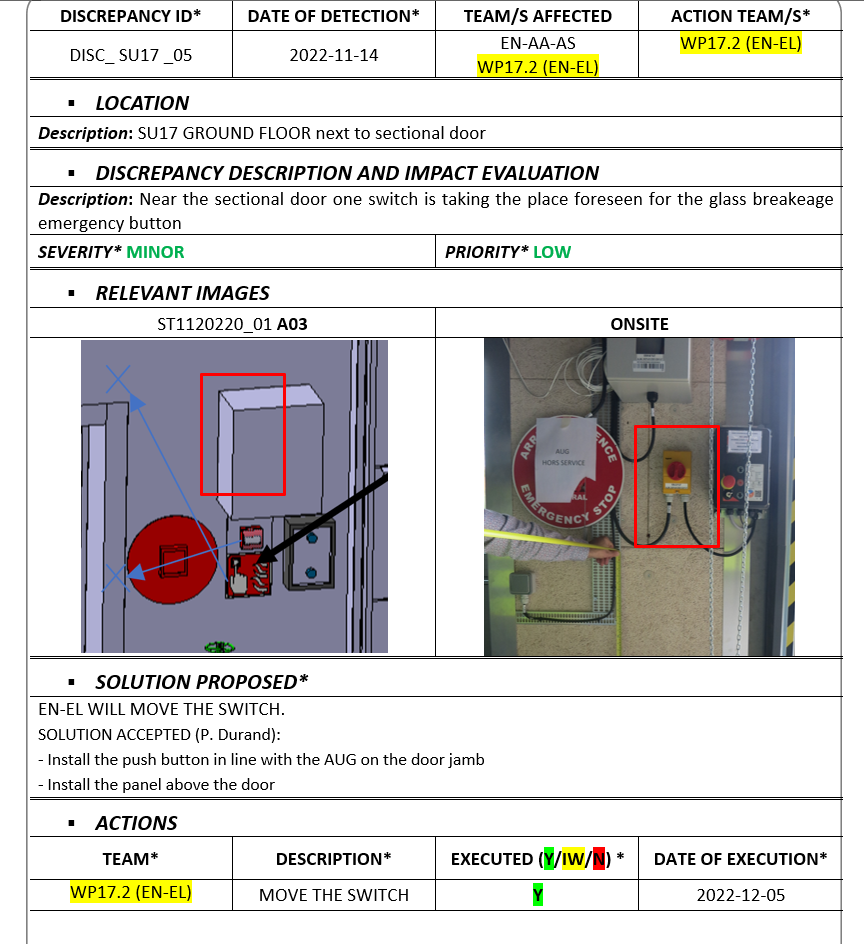 DISCREPANCY ID* DATE OF DETECTION* TEAM/S AFFECTED ACTION TEAM/S*
DISC_ SU17 _05 2022-11-14 EN-AA-AS WP17.2 (EN-EL)
WP17.2 (EN-EL)
▪ LOCATION
Description: SU17 GROUND FLOOR next to sectional door
▪ DISCREPANCY DESCRIPTION AND IMPACT EVALUATION
Description: Near the sectional door one switch is taking the place foreseen for the glass breakeage
emergency button
SEVERITY* MINOR PRIORITY* LOW
▪ RELEVANT IMAGES
ST1120220_01 A03 ONSITE
AUG
HORS SERVICE
EMERGENCY STOP
▪ SOLUTION PROPOSED*
EN-EL WILL MOVE THE SWITCH.
SOLUTION ACCEPTED (P. Durand):
- Install the push button in line with the AUG on the door jamb
- Install the panel above the door
▪ ACTIONS
TEAM* DESCRIPTION* EXECUTED (Y/IW/N) * DATE OF EXECUTION*
WP17.2 (EN-EL) MOVE THE SWITCH Y 2022-12-05